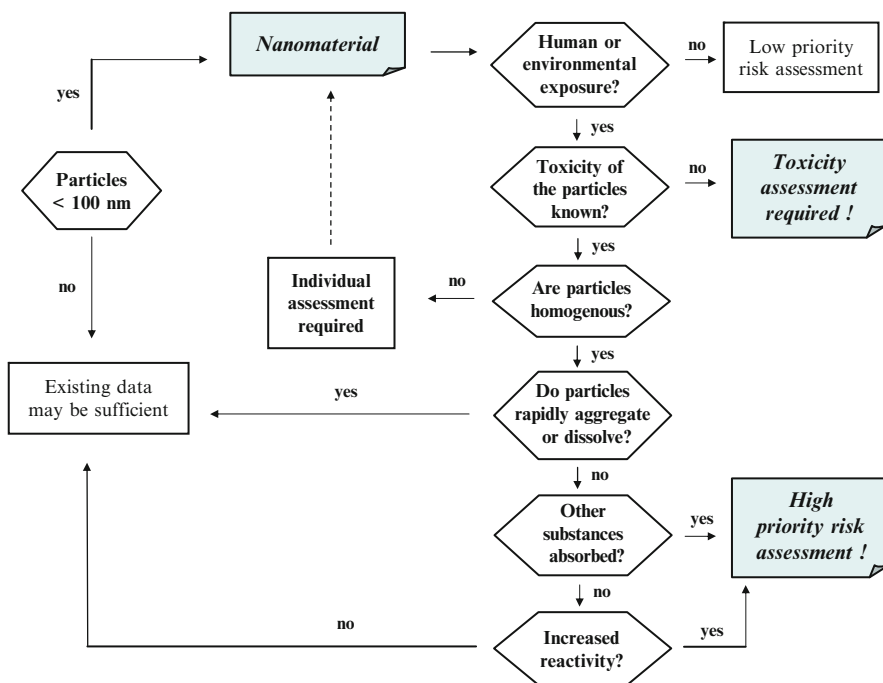 Nanomaterial
Human or
environmental
exposure?
no
Low priority
risk assessment
yes
yes
Particles
< 100 nm
Toxicity of
the particles
known?
no
Toxicity
assessment
required !
yes
no
Individual
assessment
required
no
Are particles
homogenous?
yes
Existing data
may be sufficient
yes
Do particles
rapidly aggregate
or dissolve?
no
Other
substances
absorbed?
yes
High
priority risk
assessment !
no
no
Increased
reactivity?
yes